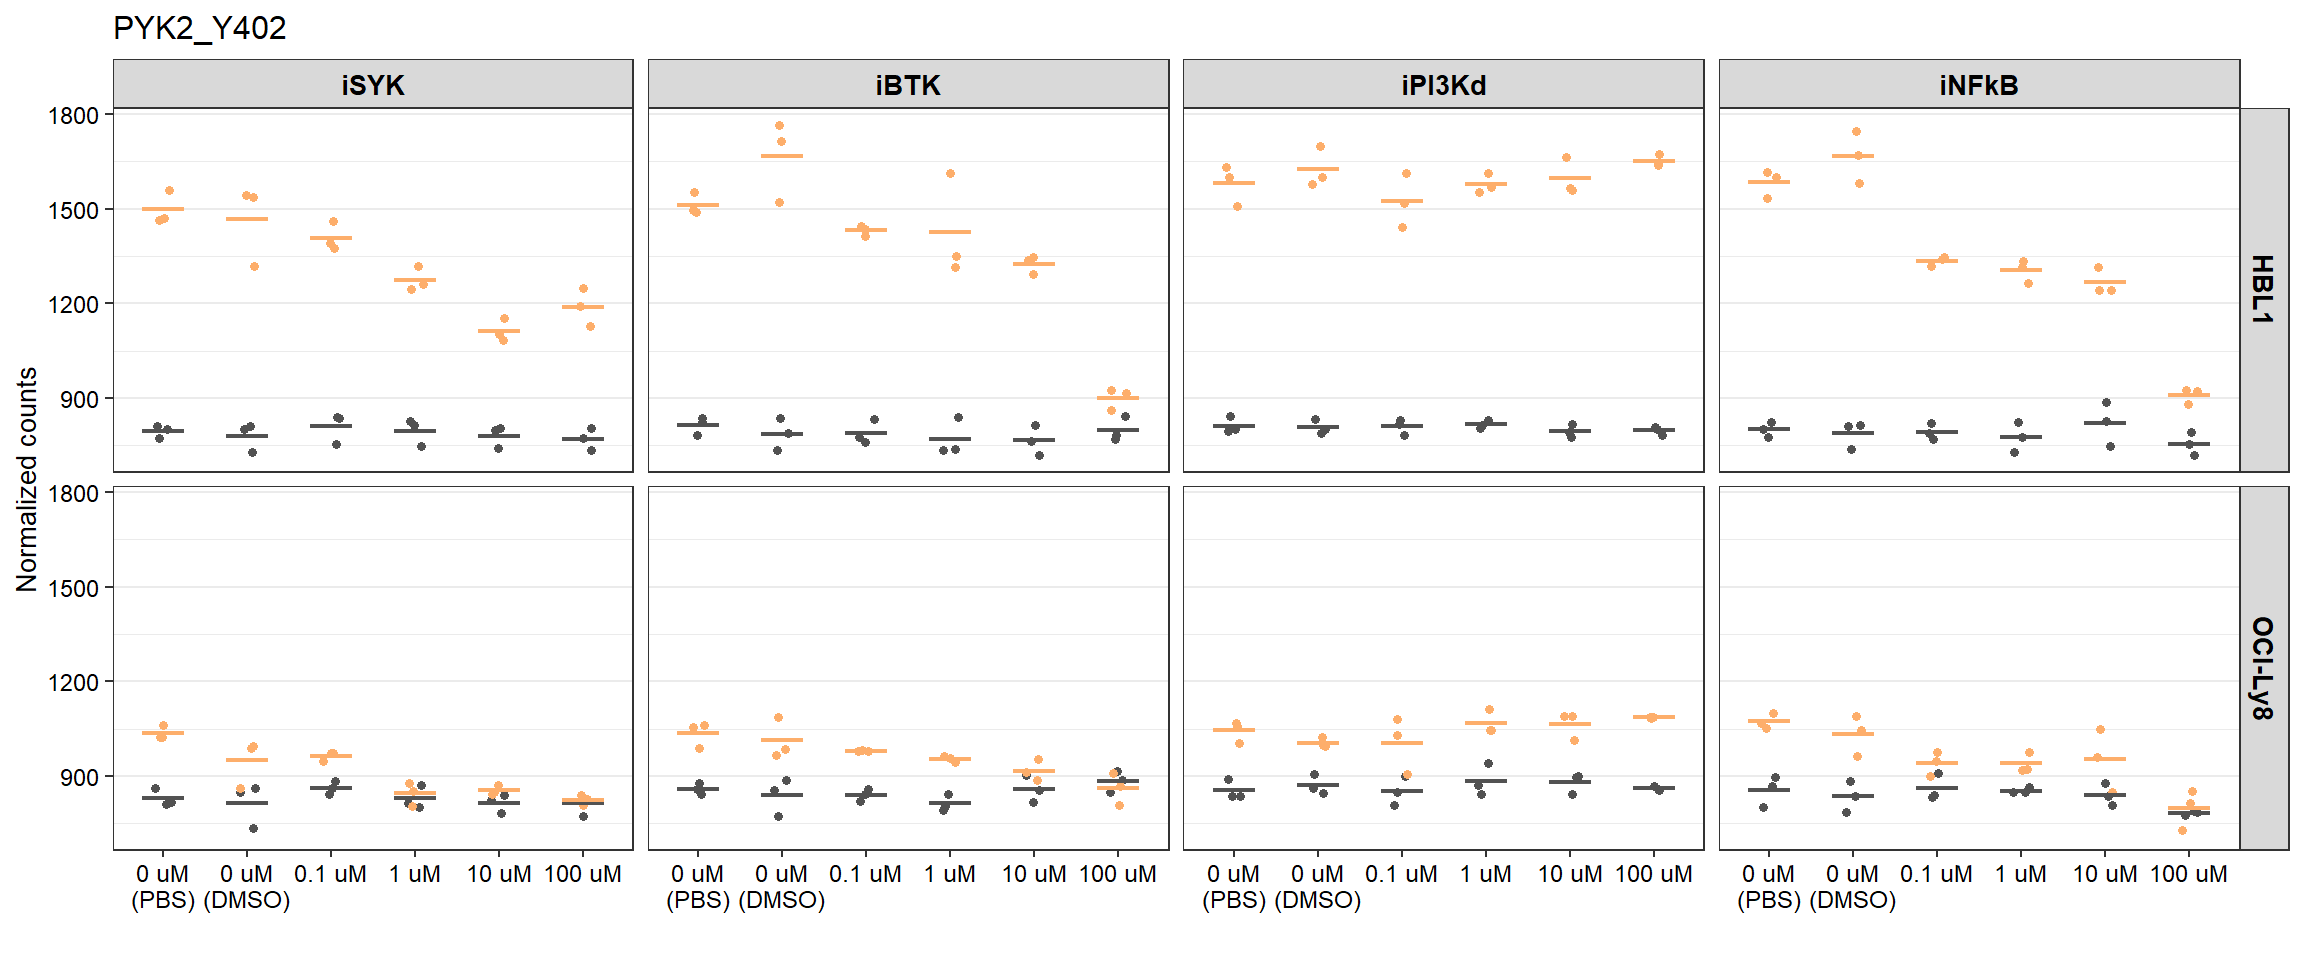 PYK2_Y402
iSYK
iBTK
iPI3Kd
iNFkB
1800
1500
1200
900
HBL1
1800
1500
1200
900
OCI-Ly8
Normalized counts
0 uM (PBS) 0 uM (DMSO) 0.1 uM 1 uM 10 uM 100 uM
0 uM (PBS) 0 uM (DMSO) 0.1 uM 1 uM 10 uM 100 uM
0 uM (PBS) 0 uM (DMSO) 0.1 uM 1 uM 10 uM 100 uM
0 uM (PBS) 0 uM (DMSO) 0.1 uM 1 uM 10 uM 100 uM